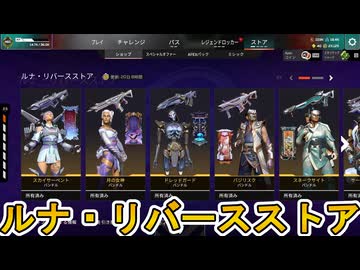 プレイ チャレンジ パス レジェンドロッカー ストア
ショップ スペシャルオファー APEXパック ミシック
ルナ・リバースストア
スカイサーペント
バンドル
所有済み
月の女神
バンドル
所有済み
ドレッドガード
バンドル
所有済み
バジリスク
バンドル
所有済み
スネークサイト
バンドル
所有済み
ルナ・リバースストア